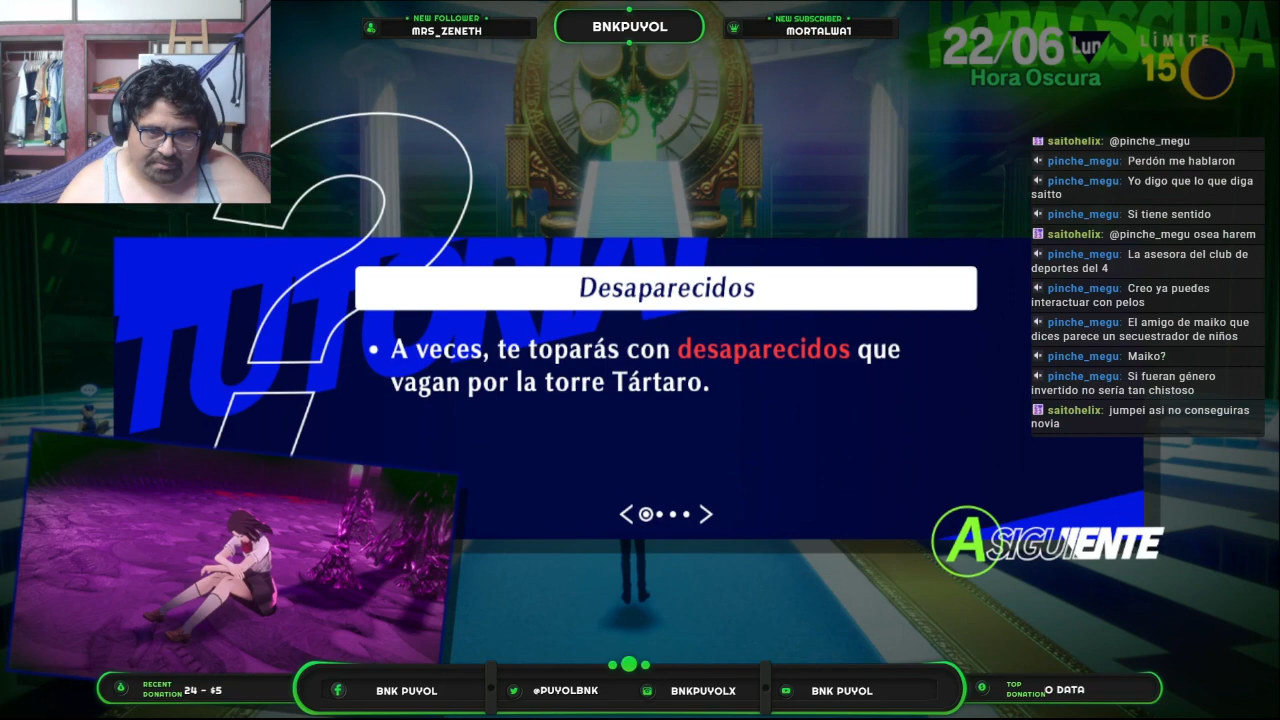 NEW FOLLOWER
MRS_ZENETH
BNKPUYOL
NEW SUBSCRIBER
MORTALWA1
HORA OSCURA
22/06 Lun
Hora Oscura
LÍMITE
15
saitohelix: @pinche_megu
pinche_megu: Perdón me hablaron
pinche_megu: Yo digo que lo que diga
saitto
pinche_megu: Si tiene sentido
saitohelix: @pinche_megu osea harem
pinche_megu: La asesora del club de
deportes del 4
pinche_megu: Creo ya puedes
interactuar con pelos
pinche_megu: El amigo de maiko que
dices parece un secuestrador de
niños
pinche_megu: Maiko?
pinche_megu: Si fueran género
invertido no sería tan chistoso
saitohelix: jumpei asi no conseguiras
novia
TUTORIAL
Desaparecidos
• A veces, te toparás con desaparecidos que
vagan por la torre Tártaro.
A SIGUIENTE
RECENT
DONATION 24 - $5
BNK PUYOL
@PUYOLBNK
BNKPUYOLX
BNK PUYOL
TOP
DONATION O DATA